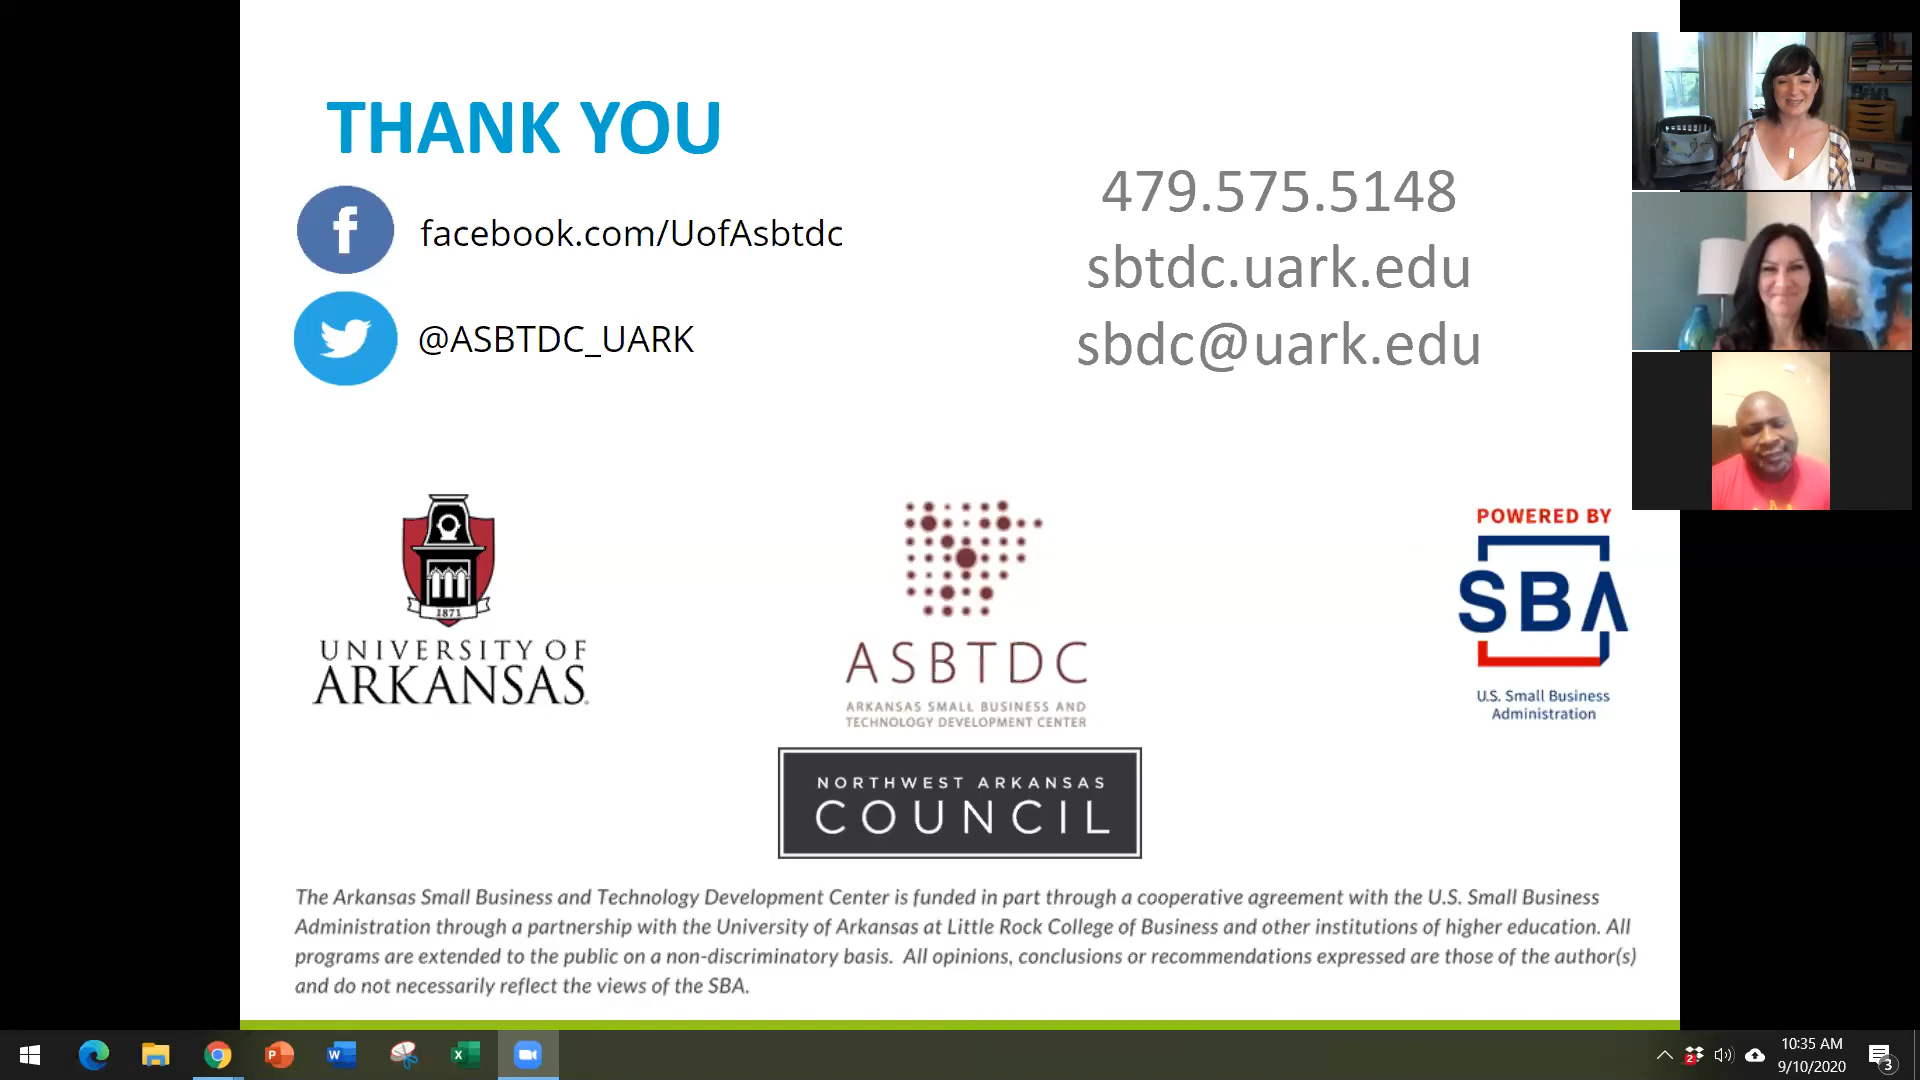 THANK YOU
f
facebook.com/UofAsbtdc
@ASBTDC_UARK
479.575.5148
sbtdc.uark.edu
sbdc@uark.edu
1871
UNIVERSITY OF
ARKANSAS
ASBTDC
ARKANSAS SMALL BUSINESS AND
TECHNOLOGY DEVELOPMENT CENTER
POWERED BY
SBA
U.S. Small Business
Administration
NORTHWEST ARKANSAS
COUNCIL
The Arkansas Small Business and Technology Development Center is funded in part through a cooperative agreement with the U.S. Small Business
Administration through a partnership with the University of Arkansas at Little Rock College of Business and other institutions of higher education. All
programs are extended to the public on a non-discriminatory basis. All opinions, conclusions or recommendations expressed are those of the author(s)
and do not necessarily reflect the views of the SBA.
P
W
X
2
10:35 AM
9/10/2020
3